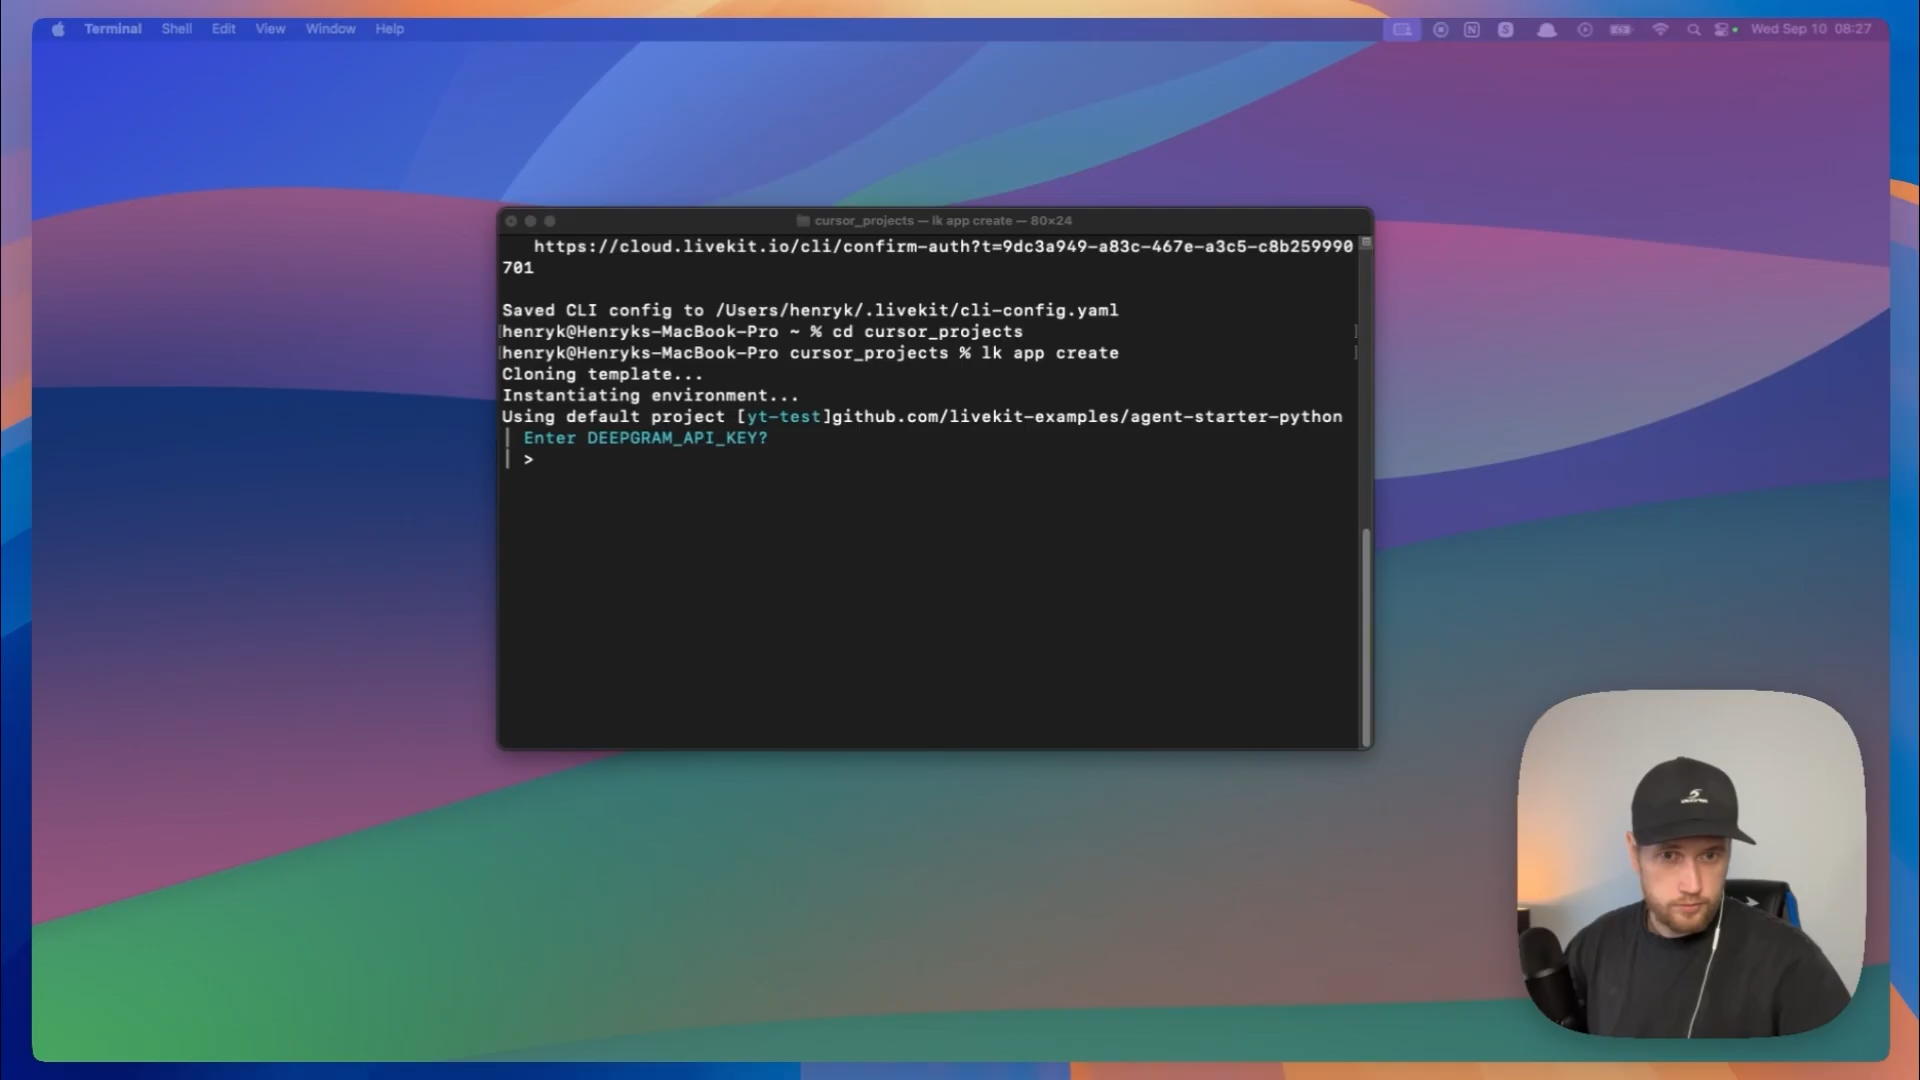 Terminal Shell Edit View Window Help Wed Sep 10 08:27
cursor_projects — lk app create — 80×24
https://cloud.livekit.io/cli/confirm-auth?t=9dc3a949-a83c-467e-a3c5-c8b259990
701
Saved CLI config to /Users/henryk/.livekit/cli-config.yaml
[henryk@Henryks-MacBook-Pro ~ % cd cursor_projects ]
[henryk@Henryks-MacBook-Pro cursor_projects % lk app create ]
Cloning template...
Instantiating environment...
Using default project [yt-test]github.com/livekit-examples/agent-starter-python
| Enter DEEPGRAM_API_KEY?
| >